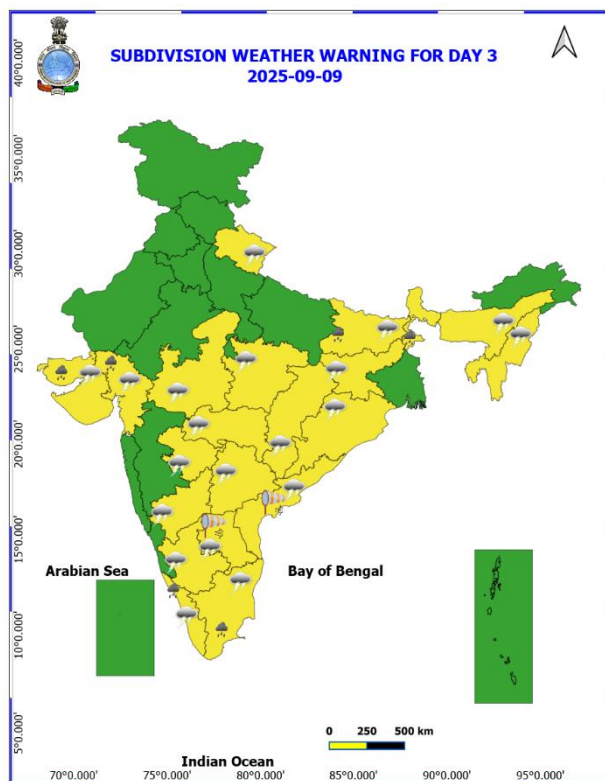 SUBDIVISION WEATHER WARNING FOR DAY 3
2025-09-09
40°0.000'
35°0.000'
30°0.000'
25°0.000'
20°0.000'
15°0.000'
10°0.000'
5°0.000'
Arabian Sea
Bay of Bengal
0 250 500 km
Indian Ocean
70°0.000' 75°0.000' 80°0.000' 85°0.000' 90°0.000' 95°0.000'